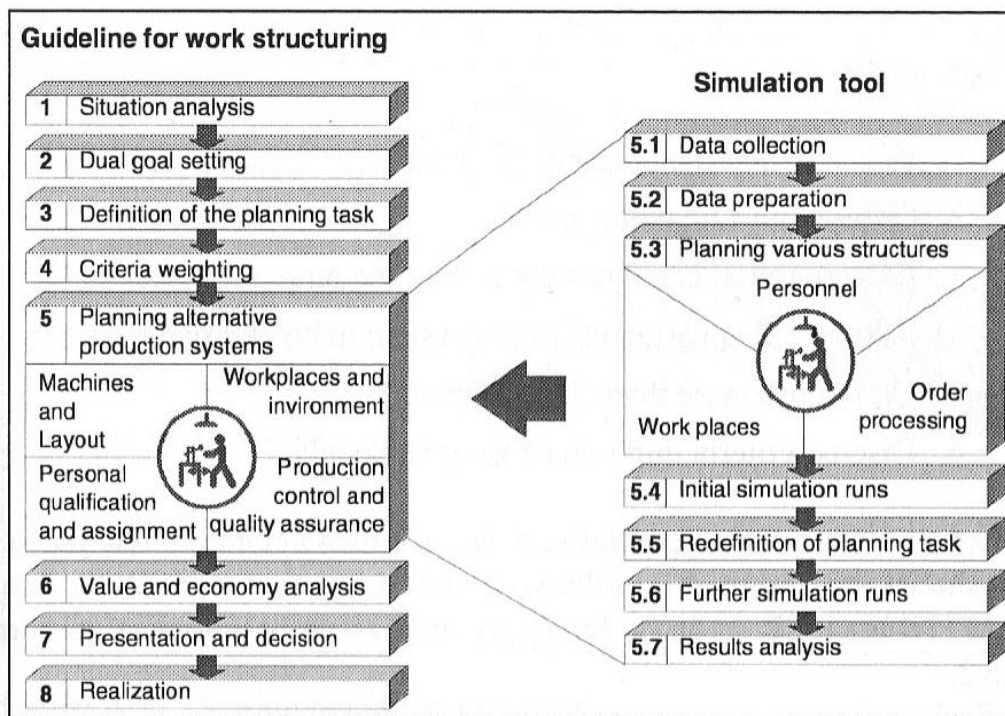 Guideline for work structuring
1 Situation analysis
2 Dual goal setting
3 Definition of the planning task
4 Criteria weighting
5 Planning alternative
production systems
Machines
and
Layout
Workplaces and
invironment
Personal
qualification
and assignment
Production
control and
quality assurance
6 Value and economy analysis
7 Presentation and decision
8 Realization
Simulation tool
5.1 Data collection
5.2 Data preparation
5.3 Planning various structures
Personnel
Work places
Order
processing
5.4 Initial simulation runs
5.5 Redefinition of planning task
5.6 Further simulation runs
5.7 Results analysis